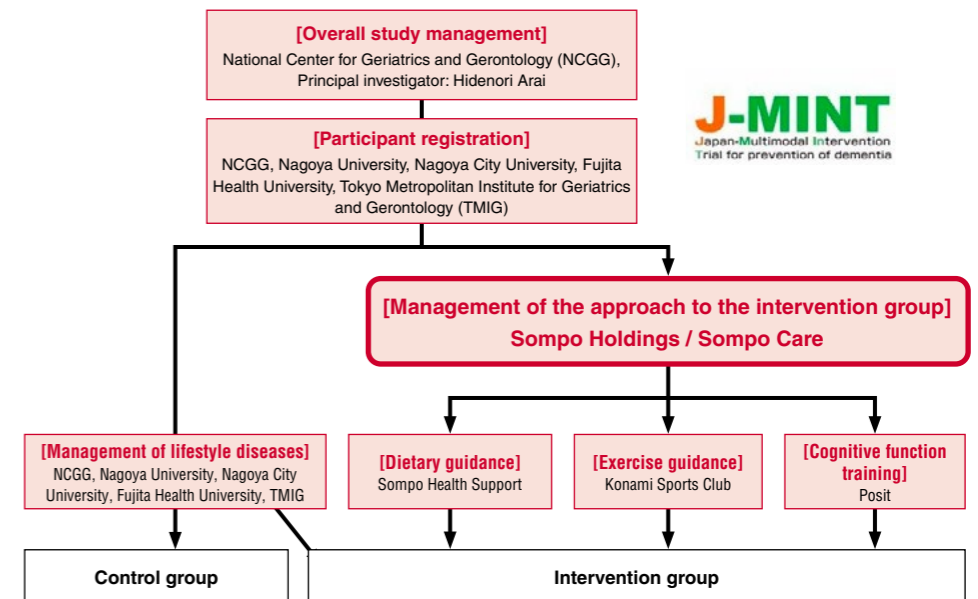 [Overall study management]
National Center for Geriatrics and Gerontology (NCGG),
Principal investigator: Hidenori Arai
J-MINT
Japan-Multimodal Intervention
Trial for prevention of dementia
[Participant registration]
NCGG, Nagoya University, Nagoya City University, Fujita
Health University, Tokyo Metropolitan Institute for Geriatrics
and Gerontology (TMIG)
[Management of the approach to the intervention group]
Sompo Holdings / Sompo Care
[Management of lifestyle diseases]
NCGG, Nagoya University, Nagoya City
University, Fujita Health University, TMIG
[Dietary guidance]
Sompo Health Support
[Exercise guidance]
Konami Sports Club
[Cognitive function
training]
Posit
Control group
Intervention group